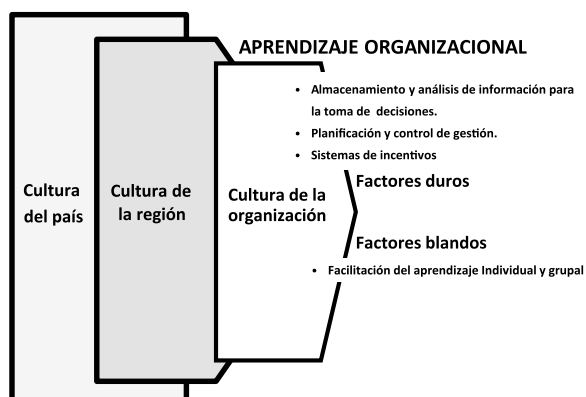 APRENDIZAJE ORGANIZACIONAL
• Almacenamiento y análisis de información para
la toma de decisiones.
• Planificación y control de gestión.
• Sistemas de incentivos
Cultura
del país
Cultura de
la región
Cultura de la
organización
Factores duros
Factores blandos
• Facilitación del aprendizaje Individual y grupal